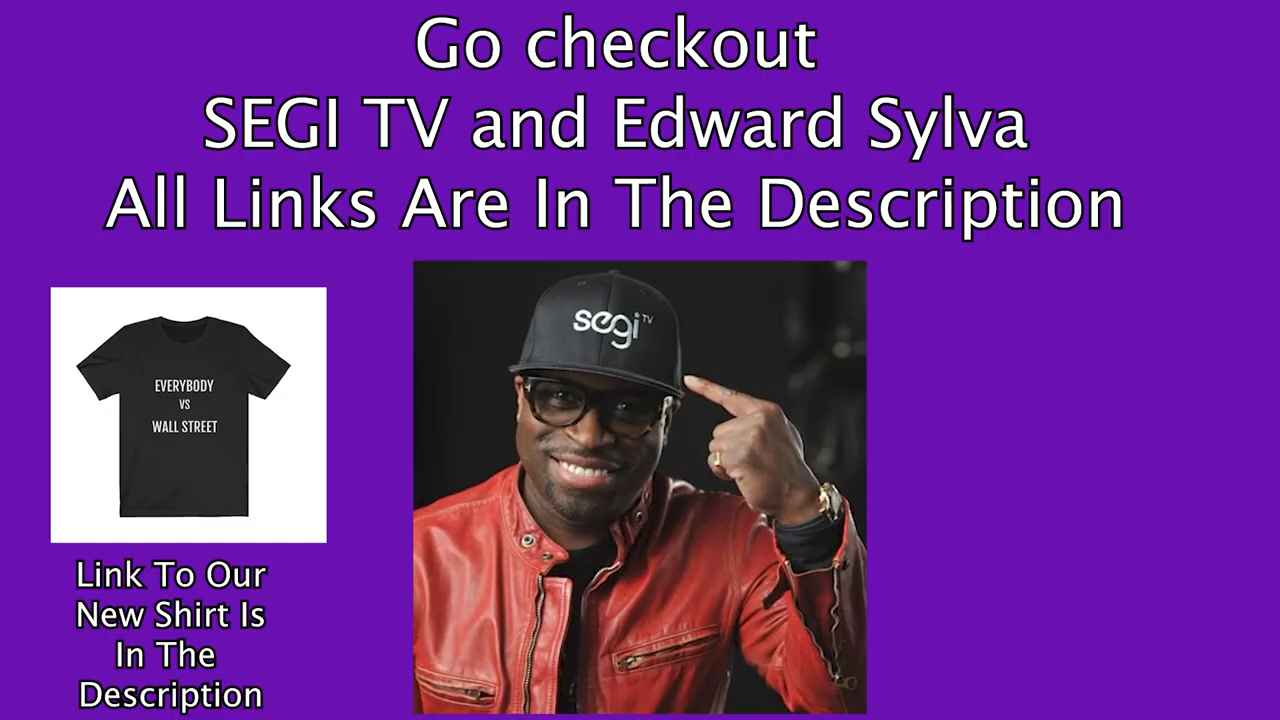 Go checkout
SEGI TV and Edward Sylva
All Links Are In The Description
segi TV
EVERYBODY
VS
WALL STREET
Link To Our
New Shirt Is
In The
Description